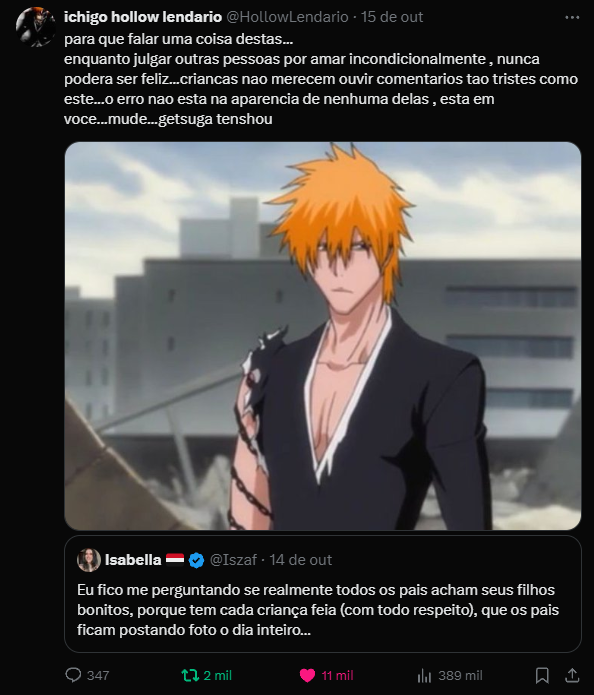 ichigo hollow lendario @HollowLendario · 15 de out
para que falar uma coisa destas...
enquanto julgar outras pessoas por amar incondicionalmente , nunca
podera ser feliz...criancas nao merecem ouvir comentarios tao tristes como
este...o erro nao esta na aparencia de nenhuma delas , esta em
voce...mude...getsuga tenshou
Isabella @Iszaf · 14 de out
Eu fico me perguntando se realmente todos os pais acham seus filhos
bonitos, porque tem cada criança feia (com todo respeito), que os pais
ficam postando foto o dia inteiro...
347 2 mil 11 mil 389 mil